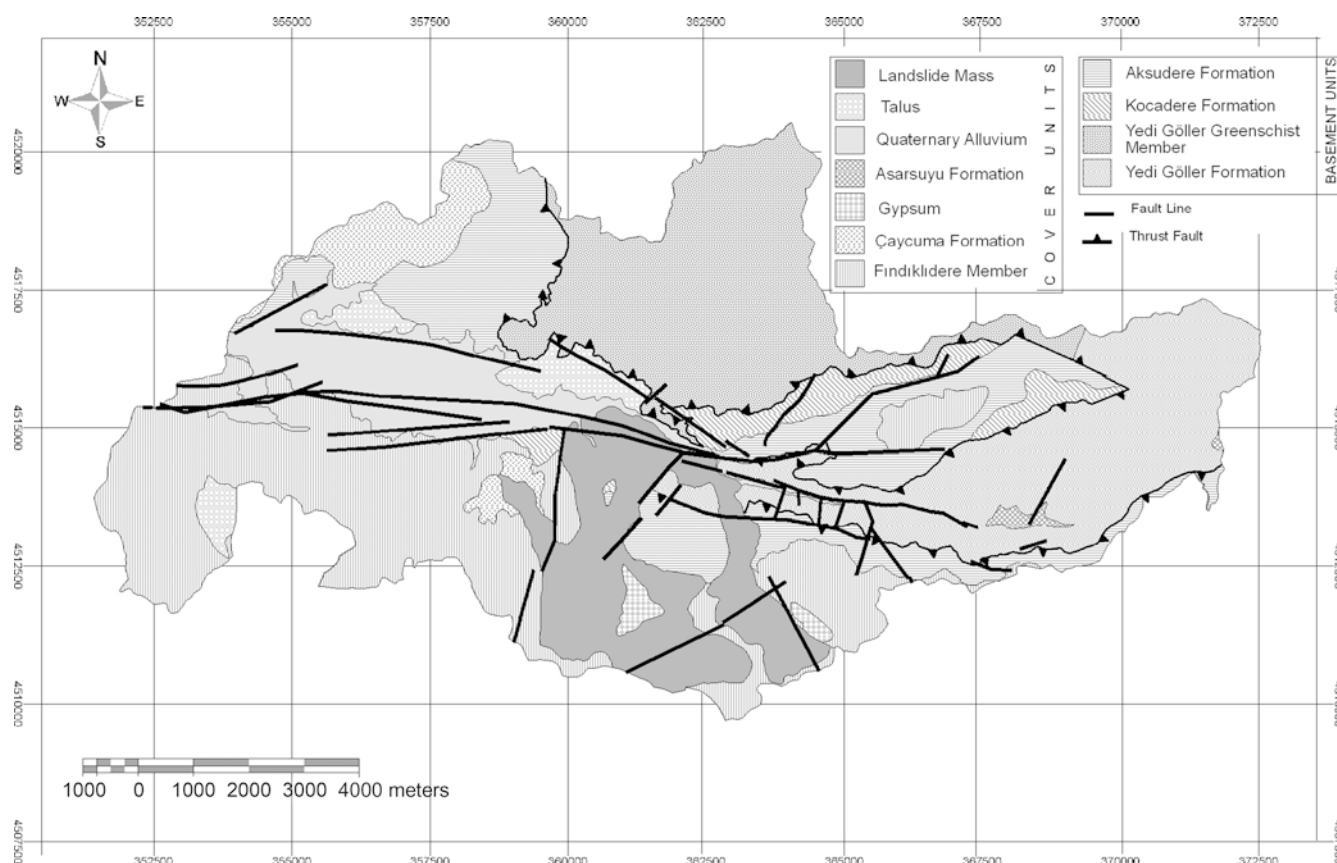 352500 355000 357500 360000 362500 365000 367500 370000 372500
N
W E
S
Landslide Mass
Talus
Quaternary Alluvium
Asarsuyu Formation
Gypsum
Çaycuma Formation
Fındıklıdere Member
COVER UNITS
Aksudere Formation
Kocadere Formation
Yedi Göller Greenschist
Member
Yedi Göller Formation
BASEMENT UNITS
Fault Line
Thrust Fault
4520000
4517500
4515000
4512500
4510000
4507500
1000 0 1000 2000 3000 4000 meters
352500 355000 357500 360000 362500 365000 367500 370000 372500